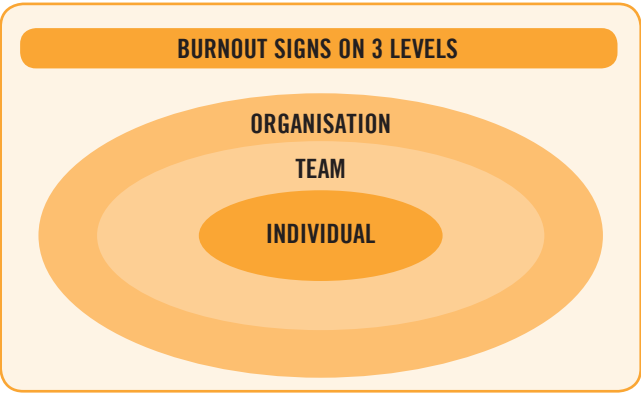 BURNOUT SIGNS ON 3 LEVELS
ORGANISATION
TEAM
INDIVIDUAL